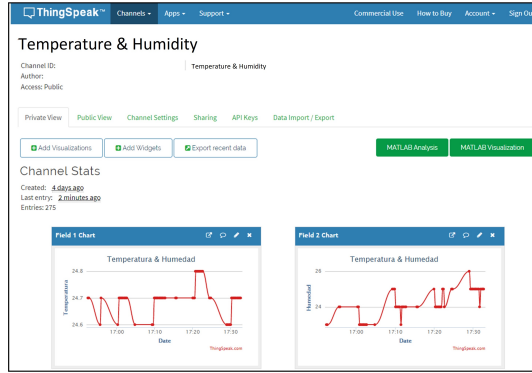 ThingSpeak™ Channels Apps Support Commercial Use How to Buy Account Sign Ou
Temperature & Humidity
Channel ID: Temperature & Humidity
Author:
Access: Public
Private View Public View Channel Settings Sharing API Keys Data Import / Export
Add Visualizations Add Widgets Export recent data MATLAB Analysis MATLAB Visualization
Channel Stats
Created: 4 days ago
Last entry: 2 minutes ago
Entries: 275
Field 1 Chart
Temperatura & Humedad
Temperatura
24.8
24.7
24.6
17:00 17:10 17:20 17:30
Date
ThingSpeak.com
Field 2 Chart
Temperatura & Humedad
Humedad
26
24
22
17:00 17:10 17:20 17:30
Date
ThingSpeak.com